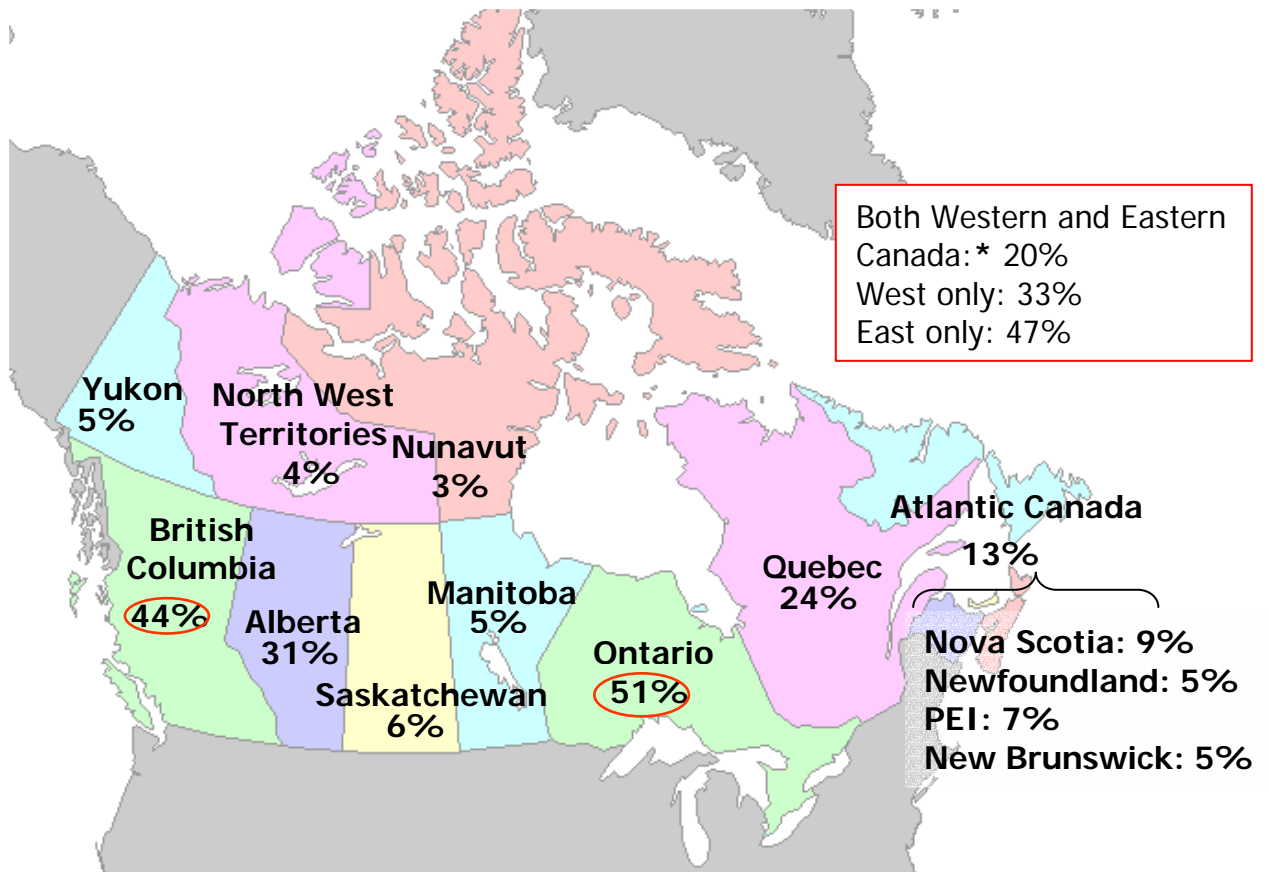 Both Western and Eastern
Canada:* 20%
West only: 33%
East only: 47%
Yukon
5%
North West
Territories
4%
Nunavut
3%
British
Columbia
44%
Alberta
31%
Saskatchewan
6%
Manitoba
5%
Ontario
51%
Quebec
24%
Atlantic Canada
13%
Nova Scotia: 9%
Newfoundland: 5%
PEI: 7%
New Brunswick: 5%